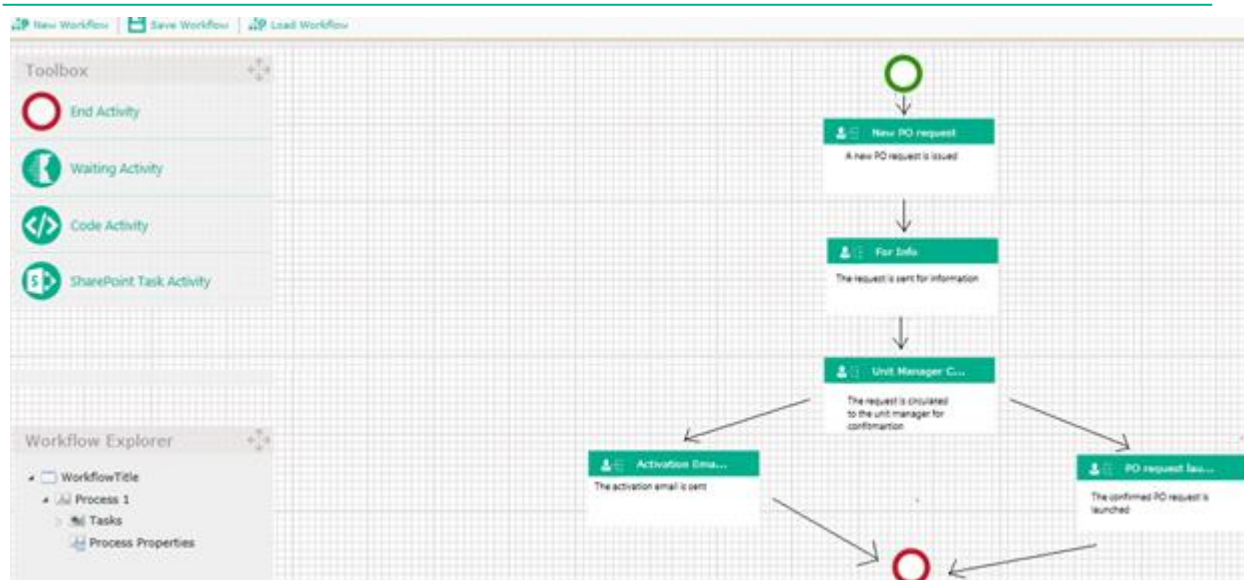 New Workflow Save Workflow Load Workflow
Toolbox
End Activity
Waiting Activity
Code Activity
SharePoint Task Activity
Workflow Explorer
WorkflowTitle
Process 1
Tasks
Process Properties
New PO request
A new PO request is issued
For Info
The request is sent for information
Unit Manager C...
The request is circulated
to the unit manager for
confirmartion
Activation Ema...
The activation email is sent
PO request lau...
The confirmed PO request is
launched